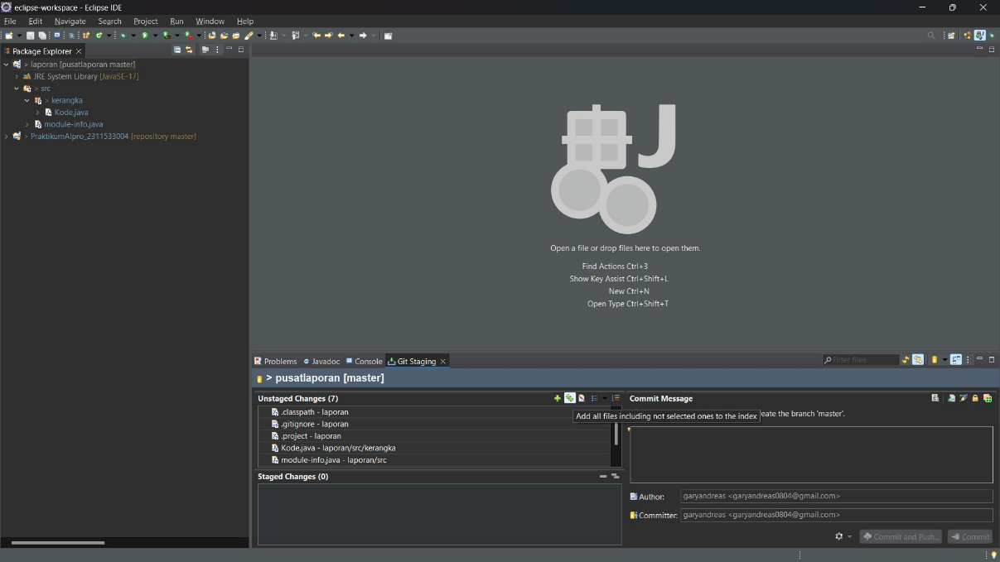 eclipse-workspace - Eclipse IDE
File Edit Navigate Search Project Run Window Help
Package Explorer
> laporan [pusatlaporan master]
JRE System Library [JavaSE-17]
> src
> kerangka
Kode.java
module-info.java
> PraktikumAlpro_2311533004 [repository master]
J
Open a file or drop files here to open them.
Find Actions Ctrl+3
Show Key Assist Ctrl+Shift+L
New Ctrl+N
Open Type Ctrl+Shift+T
Problems Javadoc Console Git Staging
Filter files
> pusatlaporan [master]
Unstaged Changes (7)
.classpath - laporan
.gitignore - laporan
.project - laporan
Kode.java - laporan/src/kerangka
module-info.java - laporan/src
Staged Changes (0)
Commit Message
Add all files including not selected ones to the index
eate the branch 'master'.
Author: garyandreas <garyandreas0804@gmail.com>
Committer: garyandreas <garyandreas0804@gmail.com>
Commit and Push... Commit